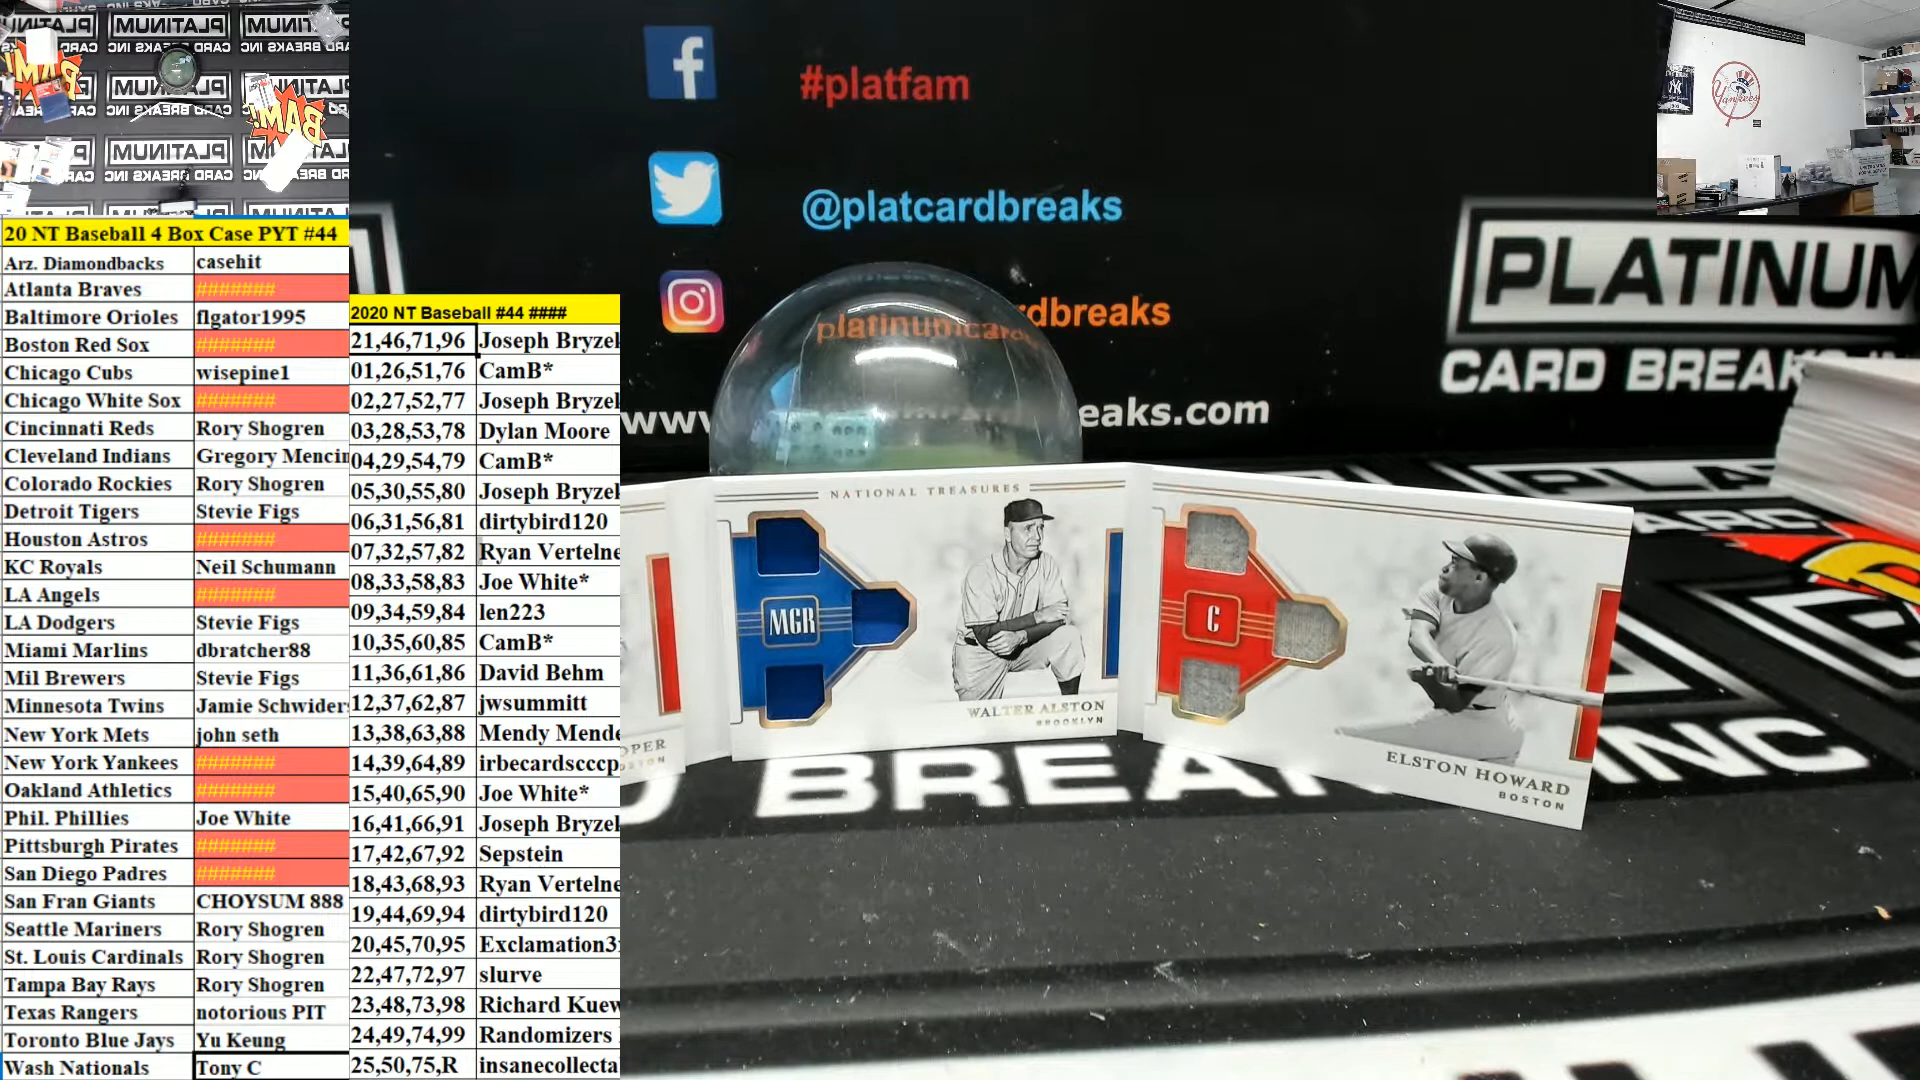 #platfam
@platcardbreaks
dbreaks
eaks.com
PLATINUM
CARD BREAK
PLATINUM
CARD BREAKS INC
BAM!
Yankees
20 NT Baseball 4 Box Case PYT #44
Arz. Diamondbacks casehit
Atlanta Braves #######
Baltimore Orioles flgator1995
Boston Red Sox #######
Chicago Cubs wisepine1
Chicago White Sox #######
Cincinnati Reds Rory Shogren
Cleveland Indians Gregory Mencin
Colorado Rockies Rory Shogren
Detroit Tigers Stevie Figs
Houston Astros #######
KC Royals Neil Schumann
LA Angels #######
LA Dodgers Stevie Figs
Miami Marlins dbratcher88
Mil Brewers Stevie Figs
Minnesota Twins Jamie Schwider
New York Mets john seth
New York Yankees #######
Oakland Athletics #######
Phil. Phillies Joe White
Pittsburgh Pirates #######
San Diego Padres #######
San Fran Giants CHOYSUM 888
Seattle Mariners Rory Shogren
St. Louis Cardinals Rory Shogren
Tampa Bay Rays Rory Shogren
Texas Rangers notorious PIT
Toronto Blue Jays Yu Keung
Wash Nationals Tony C
2020 NT Baseball #44 ####
21,46,71,96 Joseph Bryzek
01,26,51,76 CamB*
02,27,52,77 Joseph Bryzek
03,28,53,78 Dylan Moore
04,29,54,79 CamB*
05,30,55,80 Joseph Bryzek
06,31,56,81 dirtybird120
07,32,57,82 Ryan Vertelne
08,33,58,83 Joe White*
09,34,59,84 len223
10,35,60,85 CamB*
11,36,61,86 David Behm
12,37,62,87 jwsummitt
13,38,63,88 Mendy Mende
14,39,64,89 irbecardscccp
15,40,65,90 Joe White*
16,41,66,91 Joseph Bryzek
17,42,67,92 Sepstein
18,43,68,93 Ryan Vertelne
19,44,69,94 dirtybird120
20,45,70,95 Exclamation3
22,47,72,97 slurve
23,48,73,98 Richard Kuew
24,49,74,99 Randomizers
25,50,75,R insanecollecta
NATIONAL TREASURES
MGR
WALTER ALSTON
BROOKLYN
C
ELSTON HOWARD
BOSTON
OPER
BREA
INC